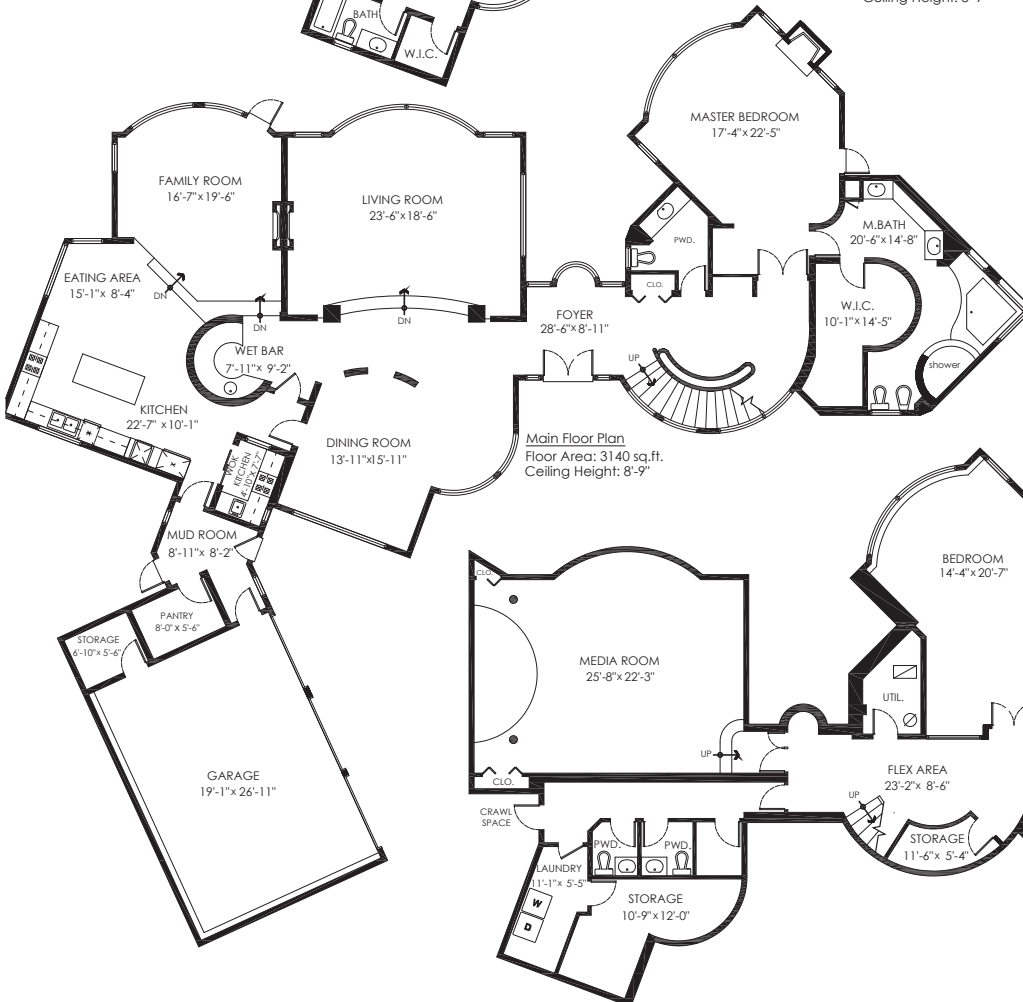 Ceiling Height: 8'-9"
BATH
W.I.C.
MASTER BEDROOM
17'-4"x 22'-5"
FAMILY ROOM
16'-7"x 19'-6"
LIVING ROOM
23'-6"x 18'-6"
PWD.
CLO.
M.BATH
20'-6"x 14'-8"
EATING AREA
15'-1"x 8'-4"
DN
DN
DN
W.I.C.
10'-1"x 14'-5"
FOYER
28'-6"x 8'-11"
WET BAR
7'-11"x 9'-2"
UP
shower
KITCHEN
22'-7" x 10'-1"
DINING ROOM
13'-11"x15'-11"
Main Floor Plan
Floor Area: 3140 sq.ft.
Ceiling Height: 8'-9"
WOK
KITCHEN
4'-10"x 7'-7"
MUD ROOM
8'-11"x 8'-2"
PANTRY
8'-0" x 5'-6"
STORAGE
6'-10"x 5'-6"
GARAGE
19'-1"x 26'-11"
CLO.
BEDROOM
14'-4"x 20'-7"
MEDIA ROOM
25'-8"x 22'-3"
UTIL.
UP
CLO.
FLEX AREA
23'-2"x 8'-6"
UP
CRAWL
SPACE
PWD.
PWD.
STORAGE
11'-6"x 5'-4"
LAUNDRY
11'-1"x 5'-5"
W
D
STORAGE
10'-9"x 12'-0"